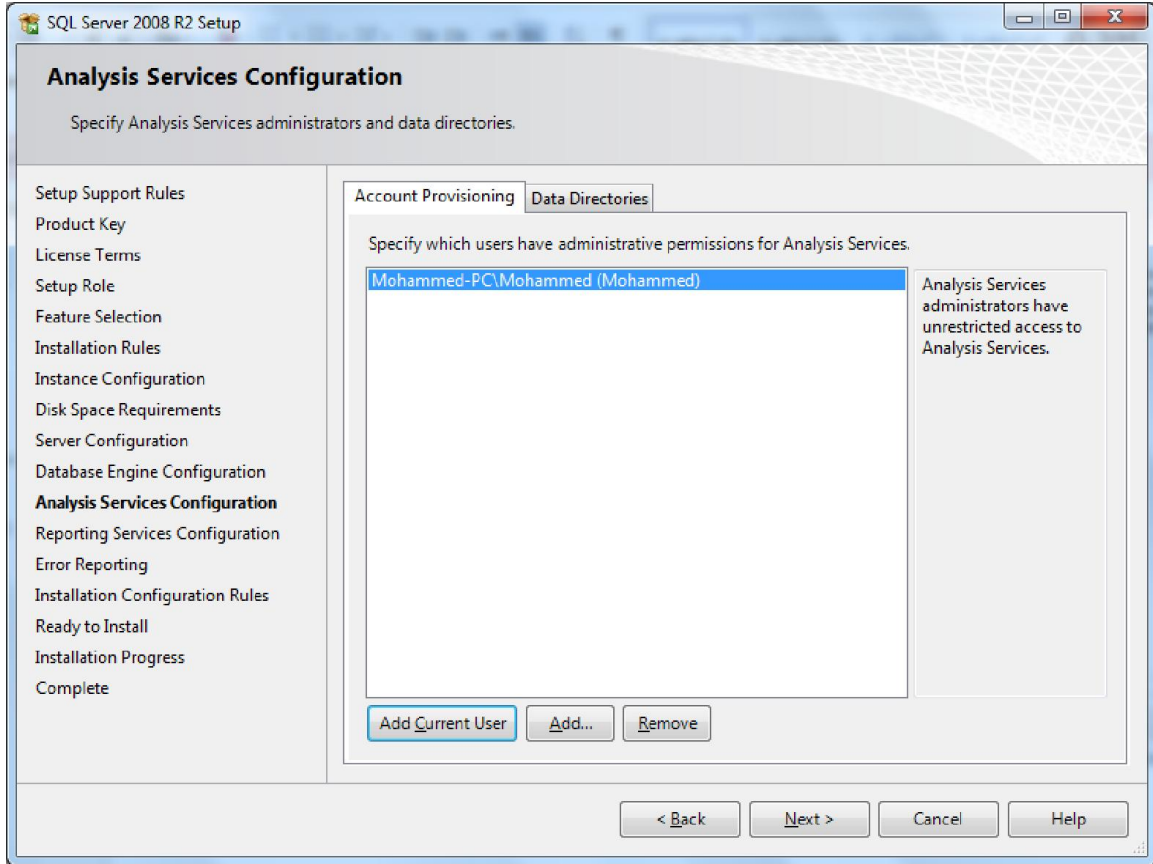 SQL Server 2008 R2 Setup
Analysis Services Configuration
Specify Analysis Services administrators and data directories.
Setup Support Rules
Product Key
License Terms
Setup Role
Feature Selection
Installation Rules
Instance Configuration
Disk Space Requirements
Server Configuration
Database Engine Configuration
Analysis Services Configuration
Reporting Services Configuration
Error Reporting
Installation Configuration Rules
Ready to Install
Installation Progress
Complete
Account Provisioning Data Directories
Specify which users have administrative permissions for Analysis Services.
Mohammed-PC\Mohammed (Mohammed)
Analysis Services
administrators have
unrestricted access to
Analysis Services.
Add Current User Add... Remove
< Back Next > Cancel Help